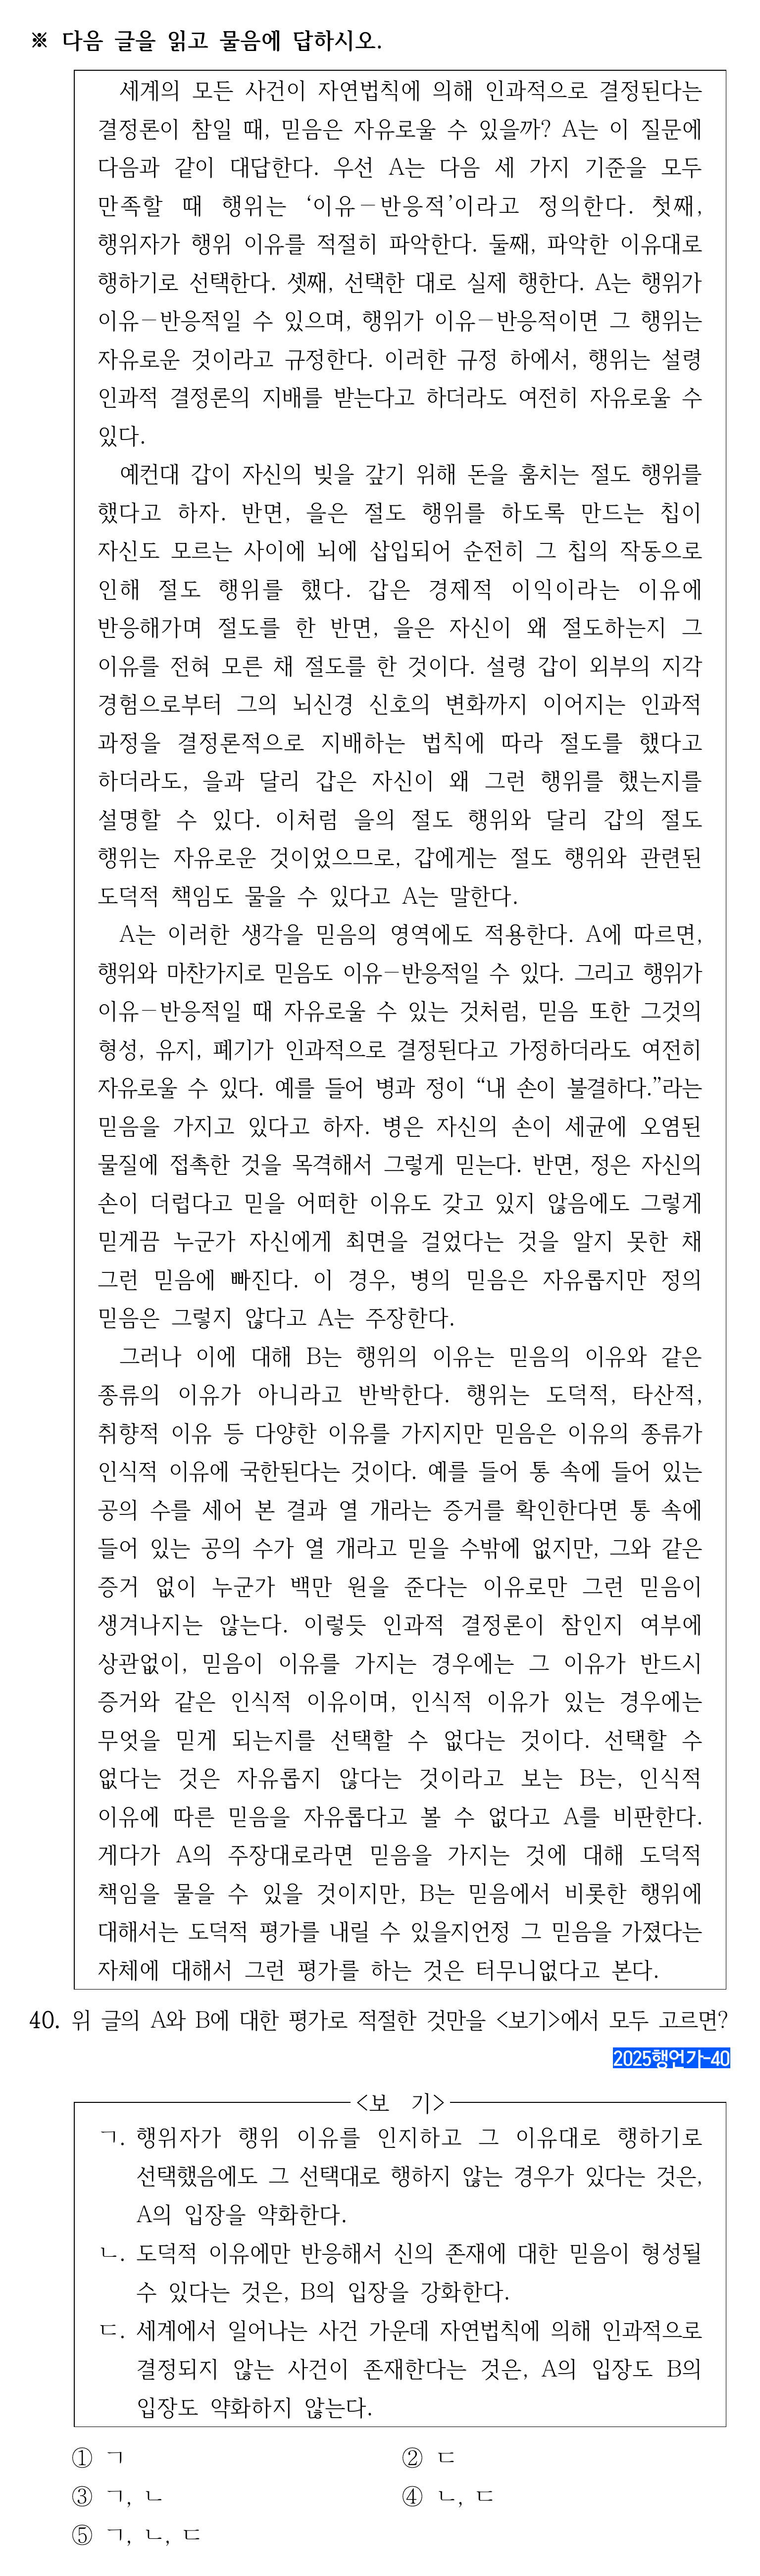 ※ 다음 글을 읽고 물음에 답하시오.
세계의 모든 사건이 자연법칙에 의해 인과적으로 결정된다는
결정론이 참일 때, 믿음은 자유로울 수 있을까? A는 이 질문에
다음과 같이 대답한다. 우선 A는 다음 세 가지 기준을 모두
만족할 때 행위는 ‘이유－반응적’이라고 정의한다. 첫째,
행위자가 행위 이유를 적절히 파악한다. 둘째, 파악한 이유대로
행하기로 선택한다. 셋째, 선택한 대로 실제 행한다. A는 행위가
이유－반응적일 수 있으며, 행위가 이유－반응적이면 그 행위는
자유로운 것이라고 규정한다. 이러한 규정 하에서, 행위는 설령
인과적 결정론의 지배를 받는다고 하더라도 여전히 자유로울 수
있다.
예컨대 갑이 자신의 빚을 갚기 위해 돈을 훔치는 절도 행위를
했다고 하자. 반면, 을은 절도 행위를 하도록 만드는 칩이
자신도 모르는 사이에 뇌에 삽입되어 순전히 그 칩의 작동으로
인해 절도 행위를 했다. 갑은 경제적 이익이라는 이유에
반응해가며 절도를 한 반면, 을은 자신이 왜 절도하는지 그
이유를 전혀 모른 채 절도를 한 것이다. 설령 갑이 외부의 지각
경험으로부터 그의 뇌신경 신호의 변화까지 이어지는 인과적
과정을 결정론적으로 지배하는 법칙에 따라 절도를 했다고
하더라도, 을과 달리 갑은 자신이 왜 그런 행위를 했는지를
설명할 수 있다. 이처럼 을의 절도 행위와 달리 갑의 절도
행위는 자유로운 것이었으므로, 갑에게는 절도 행위와 관련된
도덕적 책임도 물을 수 있다고 A는 말한다.
A는 이러한 생각을 믿음의 영역에도 적용한다. A에 따르면,
행위와 마찬가지로 믿음도 이유－반응적일 수 있다. 그리고 행위가
이유－반응적일 때 자유로울 수 있는 것처럼, 믿음 또한 그것의
형성, 유지, 폐기가 인과적으로 결정된다고 가정하더라도 여전히
자유로울 수 있다. 예를 들어 병과 정이 “내 손이 불결하다.”라는
믿음을 가지고 있다고 하자. 병은 자신의 손이 세균에 오염된
물질에 접촉한 것을 목격해서 그렇게 믿는다. 반면, 정은 자신의
손이 더럽다고 믿을 어떠한 이유도 갖고 있지 않음에도 그렇게
믿게끔 누군가 자신에게 최면을 걸었다는 것을 알지 못한 채
그런 믿음에 빠진다. 이 경우, 병의 믿음은 자유롭지만 정의
믿음은 그렇지 않다고 A는 주장한다.
그러나 이에 대해 B는 행위의 이유는 믿음의 이유와 같은
종류의 이유가 아니라고 반박한다. 행위는 도덕적, 타산적,
취향적 이유 등 다양한 이유를 가지지만 믿음은 이유의 종류가
인식적 이유에 국한된다는 것이다. 예를 들어 통 속에 들어 있는
공의 수를 세어 본 결과 열 개라는 증거를 확인한다면 통 속에
들어 있는 공의 수가 열 개라고 믿을 수밖에 없지만, 그와 같은
증거 없이 누군가 백만 원을 준다는 이유로만 그런 믿음이
생겨나지는 않는다. 이렇듯 인과적 결정론이 참인지 여부에
상관없이, 믿음이 이유를 가지는 경우에는 그 이유가 반드시
증거와 같은 인식적 이유이며, 인식적 이유가 있는 경우에는
무엇을 믿게 되는지를 선택할 수 없다는 것이다. 선택할 수
없다는 것은 자유롭지 않다는 것이라고 보는 B는, 인식적
이유에 따른 믿음을 자유롭다고 볼 수 없다고 A를 비판한다.
게다가 A의 주장대로라면 믿음을 가지는 것에 대해 도덕적
책임을 물을 수 있을 것이지만, B는 믿음에서 비롯한 행위에
대해서는 도덕적 평가를 내릴 수 있을지언정 그 믿음을 가졌다는
자체에 대해서 그런 평가를 하는 것은 터무니없다고 본다.
40. 위 글의 A와 B에 대한 평가로 적절한 것만을 <보기>에서 모두 고르면?
2025행언가-40
<보 기>
ㄱ. 행위자가 행위 이유를 인지하고 그 이유대로 행하기로
선택했음에도 그 선택대로 행하지 않는 경우가 있다는 것은,
A의 입장을 약화한다.
ㄴ. 도덕적 이유에만 반응해서 신의 존재에 대한 믿음이 형성될
수 있다는 것은, B의 입장을 강화한다.
ㄷ. 세계에서 일어나는 사건 가운데 자연법칙에 의해 인과적으로
결정되지 않는 사건이 존재한다는 것은, A의 입장도 B의
입장도 약화하지 않는다.
① ㄱ ② ㄷ
③ ㄱ, ㄴ ④ ㄴ, ㄷ
⑤ ㄱ, ㄴ, ㄷ